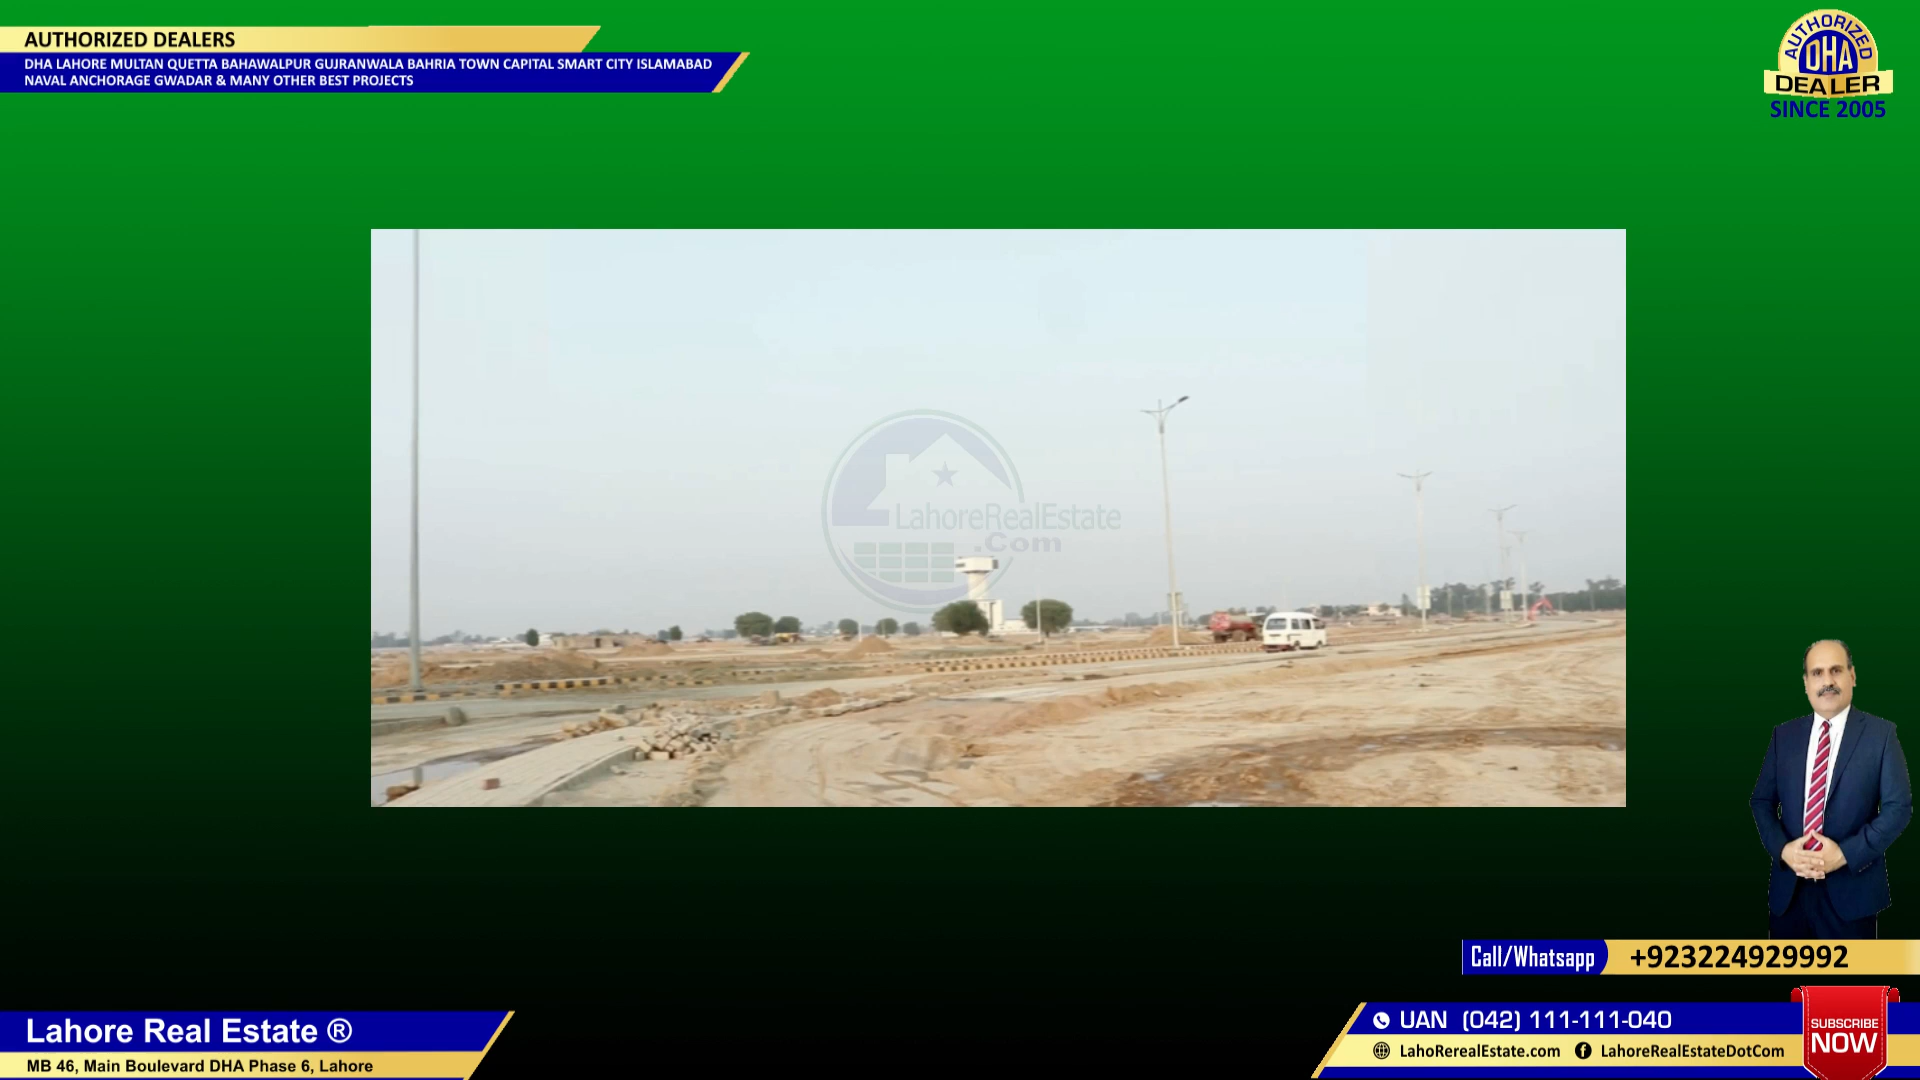 AUTHORIZED DEALERS
DHA LAHORE MULTAN QUETTA BAHAWALPUR GUJRANWALA BAHRIA TOWN CAPITAL SMART CITY ISLAMABAD
NAVAL ANCHORAGE GWADAR & MANY OTHER BEST PROJECTS
AUTHORIZED
DHA
DEALER
SINCE 2005
LahoreRealEstate
.Com
Call/Whatsapp +923224929992
Lahore Real Estate ®
MB 46, Main Boulevard DHA Phase 6, Lahore
UAN (042) 111-111-040
LahoRerealEstate.com LahoreRealEstateDotCom
SUBSCRIBE
NOW